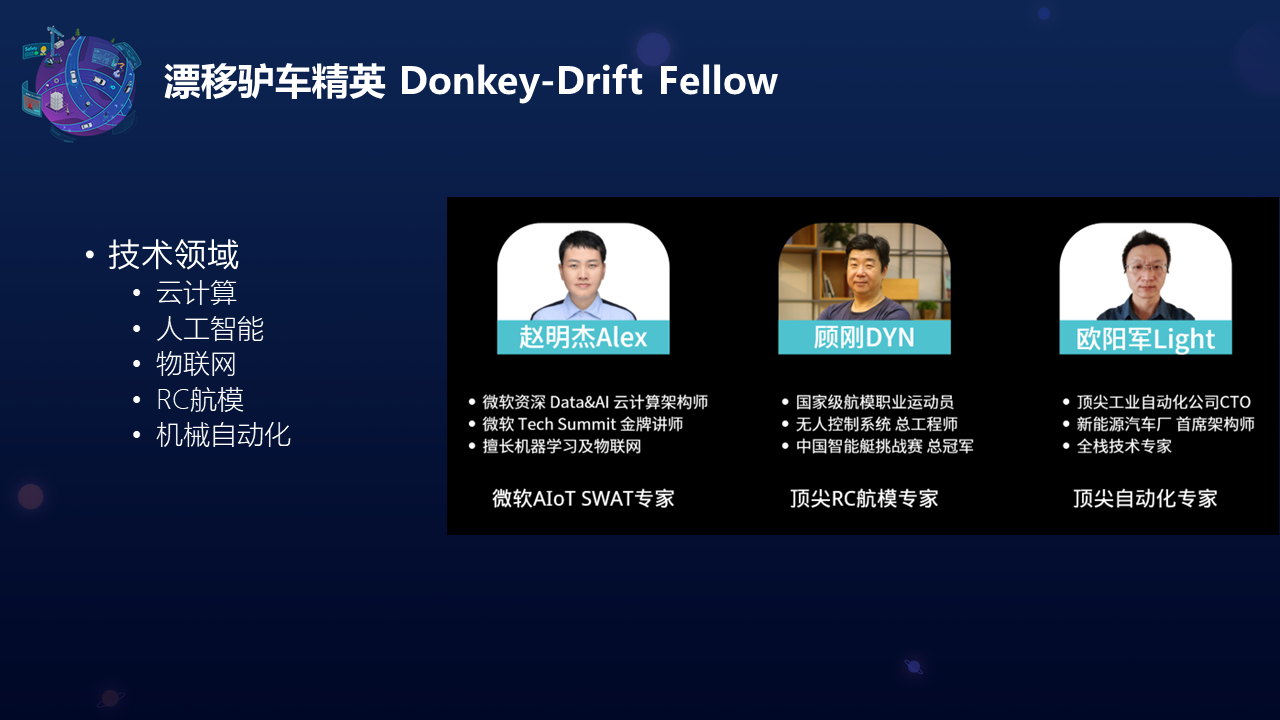 漂移驴车精英 Donkey-Drift Fellow
• 技术领域
• 云计算
• 人工智能
• 物联网
• RC航模
• 机械自动化
赵明杰Alex
• 微软资深 Data&AI 云计算架构师
• 微软 Tech Summit 金牌讲师
• 擅长机器学习及物联网
微软AIoT SWAT专家
顾刚DYN
• 国家级航模职业运动员
• 无人控制系统 总工程师
• 中国智能艇挑战赛 总冠军
顶尖RC航模专家
欧阳军Light
• 顶尖工业自动化公司CTO
• 新能源汽车厂 首席架构师
• 全栈技术专家
顶尖自动化专家